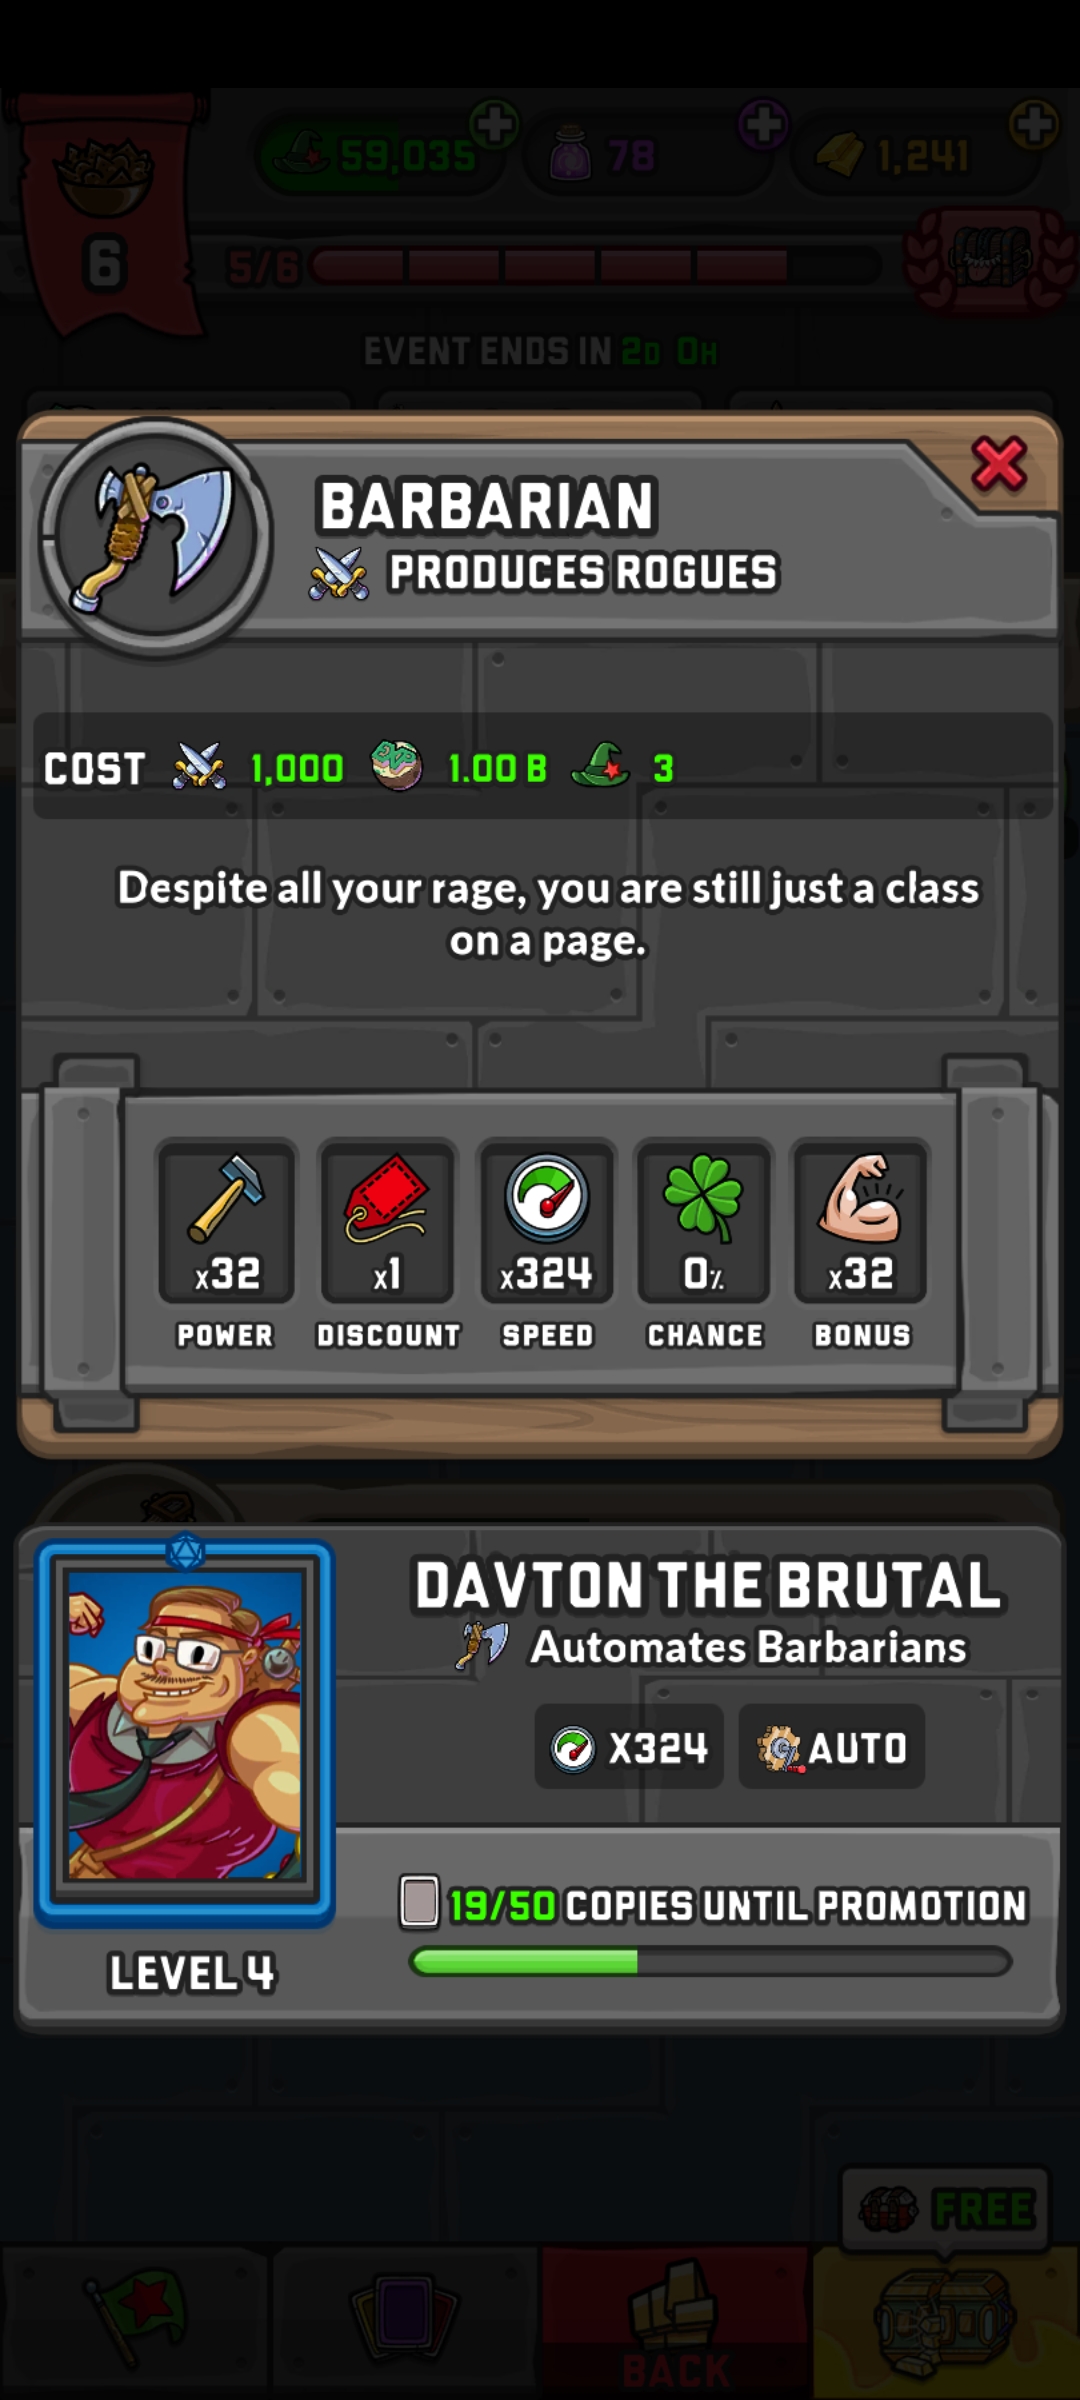 59,035 78 1,241
6
5/6
EVENT ENDS IN 2D 0H
BARBARIAN
PRODUCES ROGUES
COST 1,000 1.00 B 3
Despite all your rage, you are still just a class
on a page.
x32 x1 x324 0% x32
POWER DISCOUNT SPEED CHANCE BONUS
DAVTON THE BRUTAL
Automates Barbarians
X324 AUTO
19/50 COPIES UNTIL PROMOTION
LEVEL 4
FREE
BACK